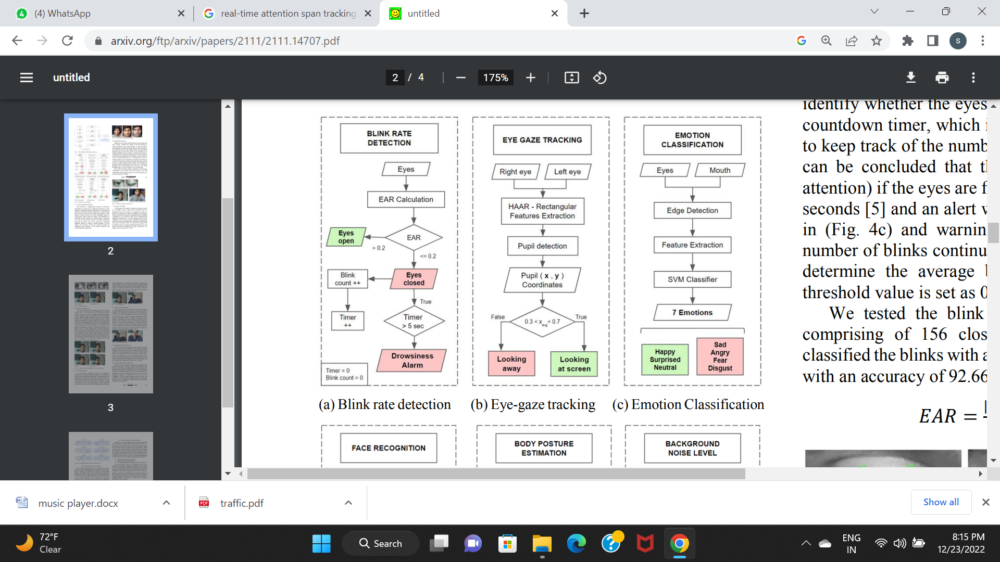 (4) WhatsApp
real-time attention span tracking
untitled
arxiv.org/ftp/arxiv/papers/2111/2111.14707.pdf
S
untitled
2 / 4
175%
2
3
BLINK RATE
DETECTION
Eyes
EAR Calculation
EAR
Eyes
open
> 0.2
<= 0.2
Blink
count ++
Eyes
closed
True
Timer
++
Timer
> 5 sec
Drowsiness
Alarm
Timer = 0
Blink count = 0
(a) Blink rate detection
EYE GAZE TRACKING
Right eye
Left eye
HAAR - Rectangular
Features Extraction
Pupil detection
Pupil ( x , y )
Coordinates
False
0.3 < x avg < 0.7
True
Looking
away
Looking
at screen
(b) Eye-gaze tracking
EMOTION
CLASSIFICATION
Eyes
Mouth
Edge Detection
Feature Extraction
SVM Classifier
7 Emotions
Happy
Surprised
Neutral
Sad
Angry
Fear
Disgust
(c) Emotion Classification
FACE RECOGNITION
BODY POSTURE
ESTIMATION
BACKGROUND
NOISE LEVEL
identify whether the eyes
countdown timer, which
to keep track of the numb
can be concluded that
attention) if the eyes are
seconds [5] and an alert
in (Fig. 4c) and warnin
number of blinks continu
determine the average
threshold value is set as 0
We tested the blink
comprising of 156 clos
classified the blinks with
with an accuracy of 92.66
EAR =
music player.docx
traffic.pdf
Show all
72°F
Clear
Search
ENG
IN
8:15 PM
12/23/2022